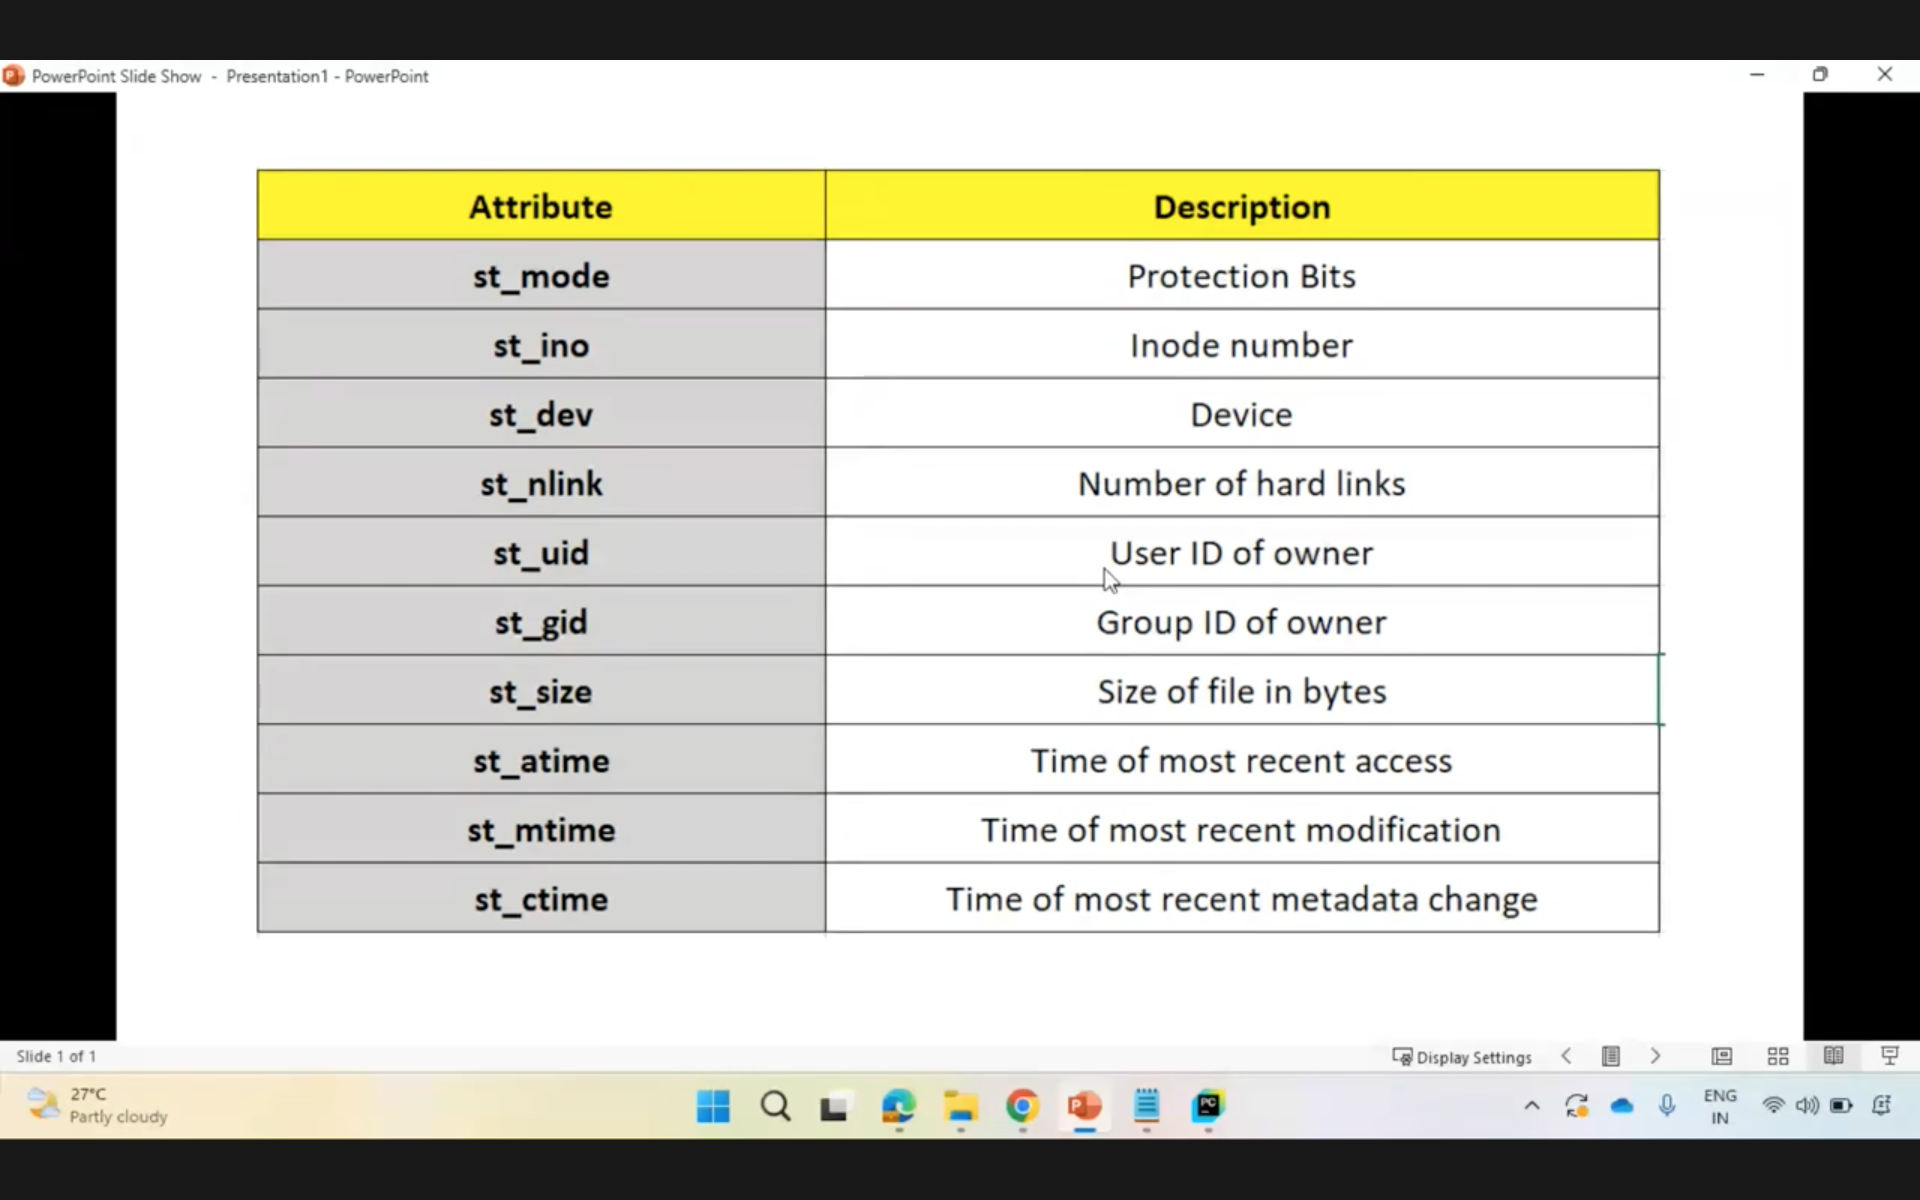 PowerPoint Slide Show - Presentation1 - PowerPoint
Attribute Description
st_mode Protection Bits
st_ino Inode number
st_dev Device
st_nlink Number of hard links
st_uid User ID of owner
st_gid Group ID of owner
st_size Size of file in bytes
st_atime Time of most recent access
st_mtime Time of most recent modification
st_ctime Time of most recent metadata change
Slide 1 of 1 Display Settings
27°C
Partly cloudy
ENG
IN